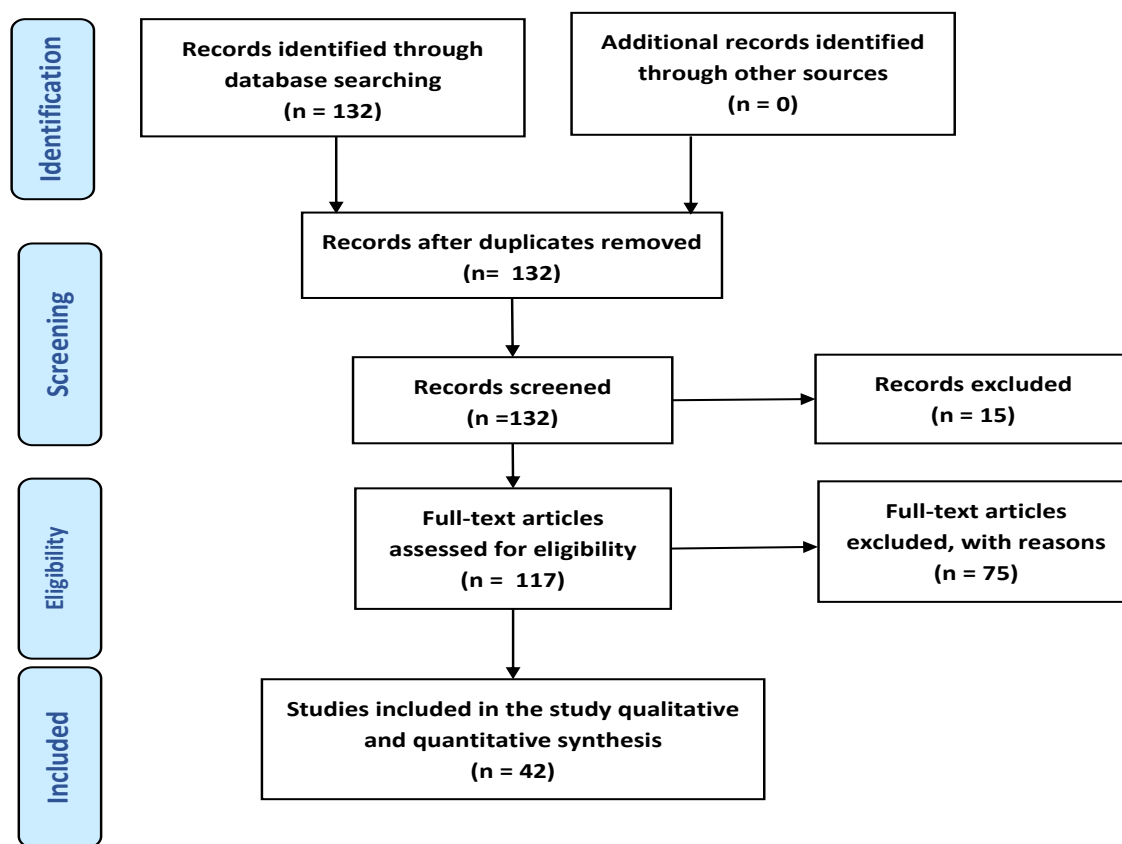 Identification
Records identified through
database searching
(n = 132)
Additional records identified
through other sources
(n = 0)
Screening
Records after duplicates removed
(n=  132)
Records screened
(n =132)
Records excluded
(n = 15)
Eligibility
Full-text articles
assessed for eligibility
(n =  117)
Full-text articles
excluded, with reasons
(n = 75)
Included
Studies included in the study qualitative
and quantitative synthesis
(n = 42)